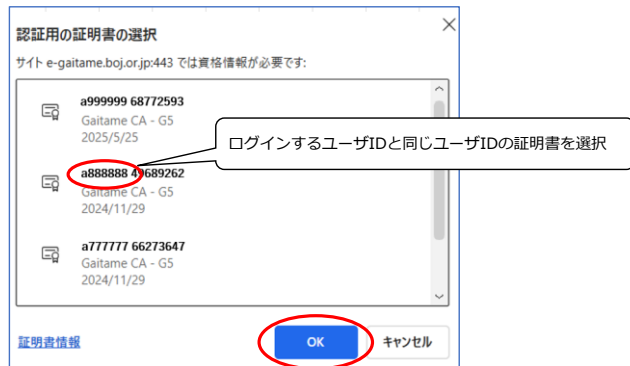 認証用の証明書の選択
サイト e-gaitame.boj.or.jp:443 では資格情報が必要です:
a999999 68772593
Gaitame CA - G5
2025/5/25
ログインするユーザIDと同じユーザIDの証明書を選択
a888888 49689262
Gaitame CA - G5
2024/11/29
a777777 66273647
Gaitame CA - G5
2024/11/29
証明書情報
OK
キャンセル